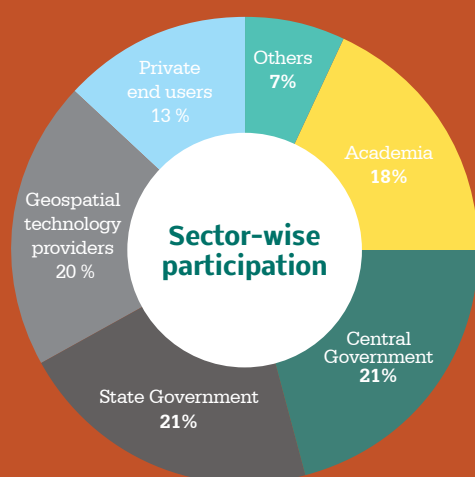 Others
7%
Academia
18%
Central
Government
21%
State Government
21%
Geospatial
technology
providers
20 %
Private
end users
13 %
Sector-wise
participation